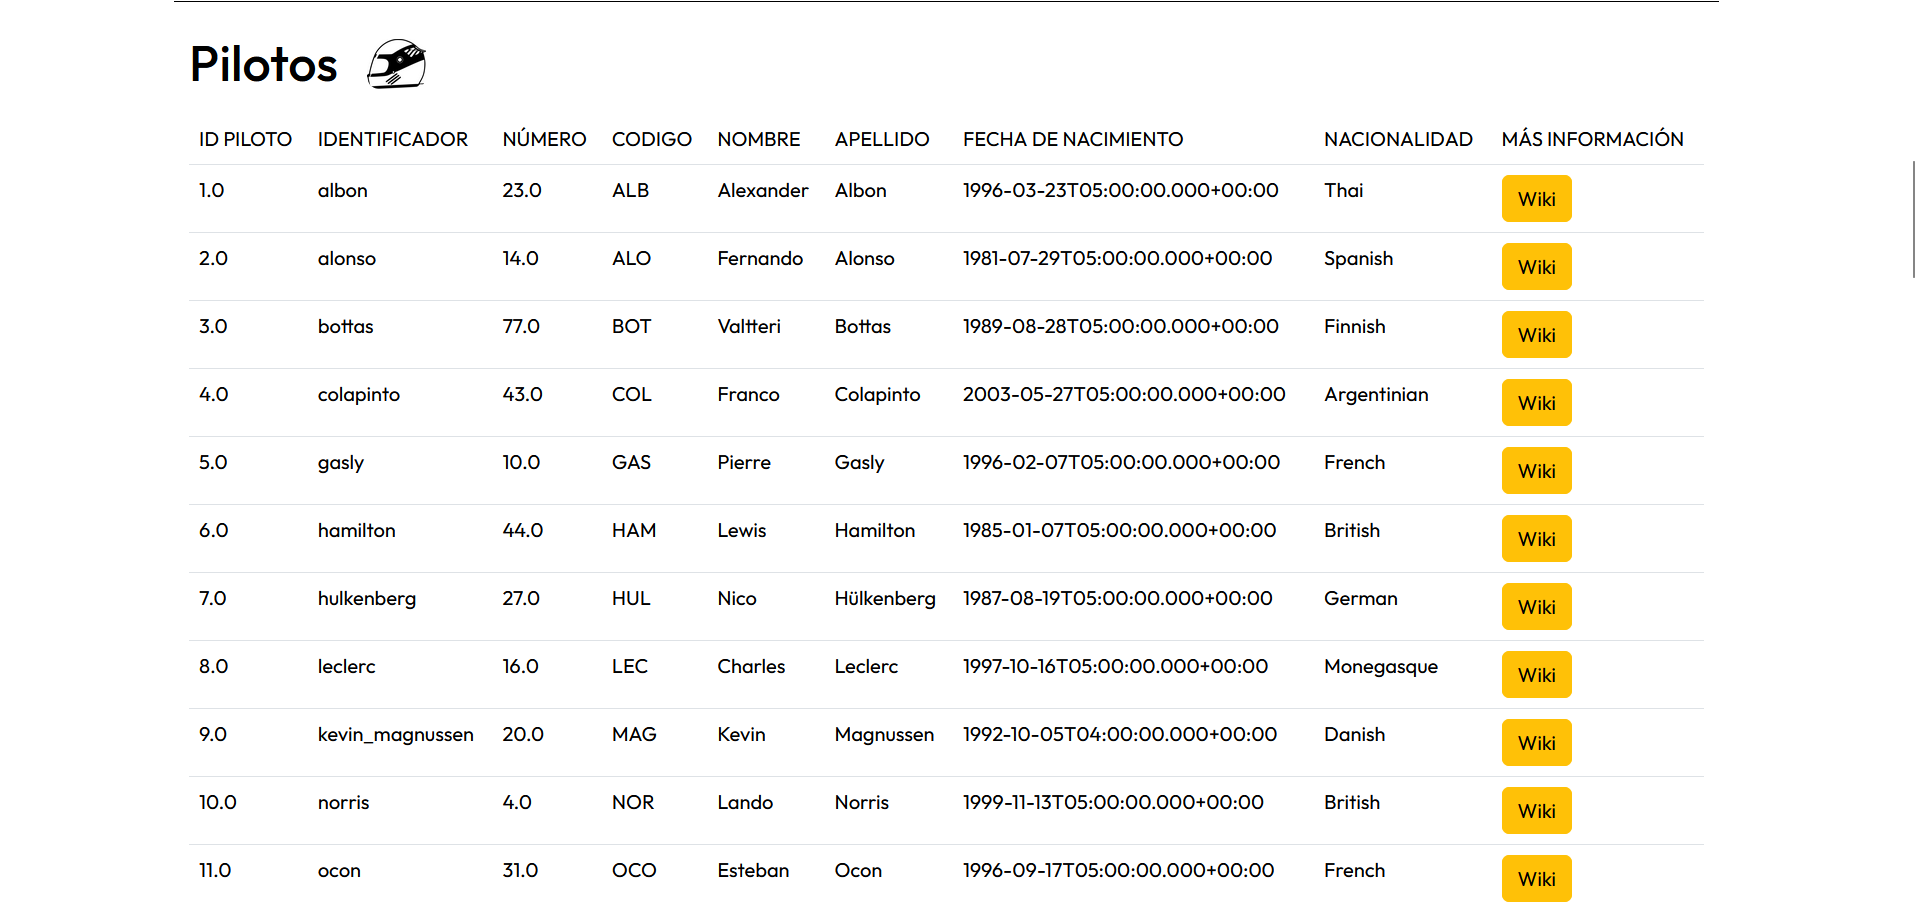 Pilotos
ID PILOTO IDENTIFICADOR NÚMERO CODIGO NOMBRE APELLIDO FECHA DE NACIMIENTO NACIONALIDAD MÁS INFORMACIÓN
1.0 albon 23.0 ALB Alexander Albon 1996-03-23T05:00:00.000+00:00 Thai Wiki
2.0 alonso 14.0 ALO Fernando Alonso 1981-07-29T05:00:00.000+00:00 Spanish Wiki
3.0 bottas 77.0 BOT Valtteri Bottas 1989-08-28T05:00:00.000+00:00 Finnish Wiki
4.0 colapinto 43.0 COL Franco Colapinto 2003-05-27T05:00:00.000+00:00 Argentinian Wiki
5.0 gasly 10.0 GAS Pierre Gasly 1996-02-07T05:00:00.000+00:00 French Wiki
6.0 hamilton 44.0 HAM Lewis Hamilton 1985-01-07T05:00:00.000+00:00 British Wiki
7.0 hulkenberg 27.0 HUL Nico Hülkenberg 1987-08-19T05:00:00.000+00:00 German Wiki
8.0 leclerc 16.0 LEC Charles Leclerc 1997-10-16T05:00:00.000+00:00 Monegasque Wiki
9.0 kevin_magnussen 20.0 MAG Kevin Magnussen 1992-10-05T04:00:00.000+00:00 Danish Wiki
10.0 norris 4.0 NOR Lando Norris 1999-11-13T05:00:00.000+00:00 British Wiki
11.0 ocon 31.0 OCO Esteban Ocon 1996-09-17T05:00:00.000+00:00 French Wiki